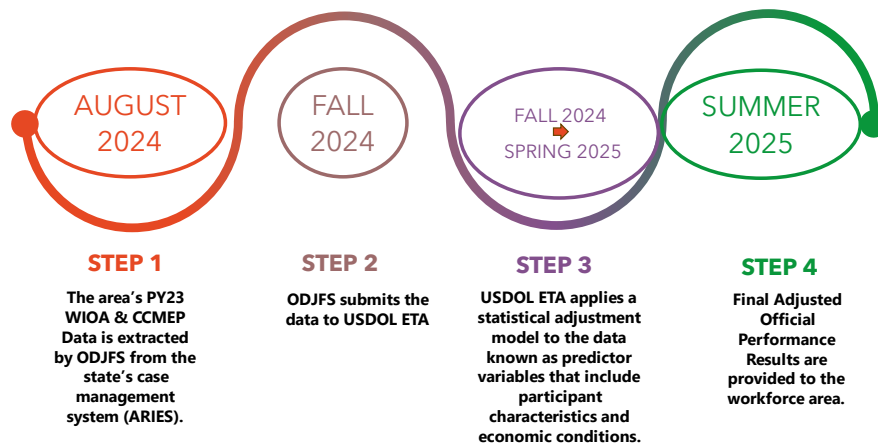 AUGUST
2024
FALL
2024
FALL 2024
SPRING 2025
SUMMER
2025
STEP 1
The area’s PY23
WIOA & CCMEP
Data is extracted
by ODJFS from the
state’s case
management
system (ARIES).
STEP 2
ODJFS submits the
data to USDOL ETA
STEP 3
USDOL ETA applies a
statistical adjustment
model to the data
known as predictor
variables that include
participant
characteristics and
economic conditions.
STEP 4
Final Adjusted
Official
Performance
Results are
provided to the
workforce area.